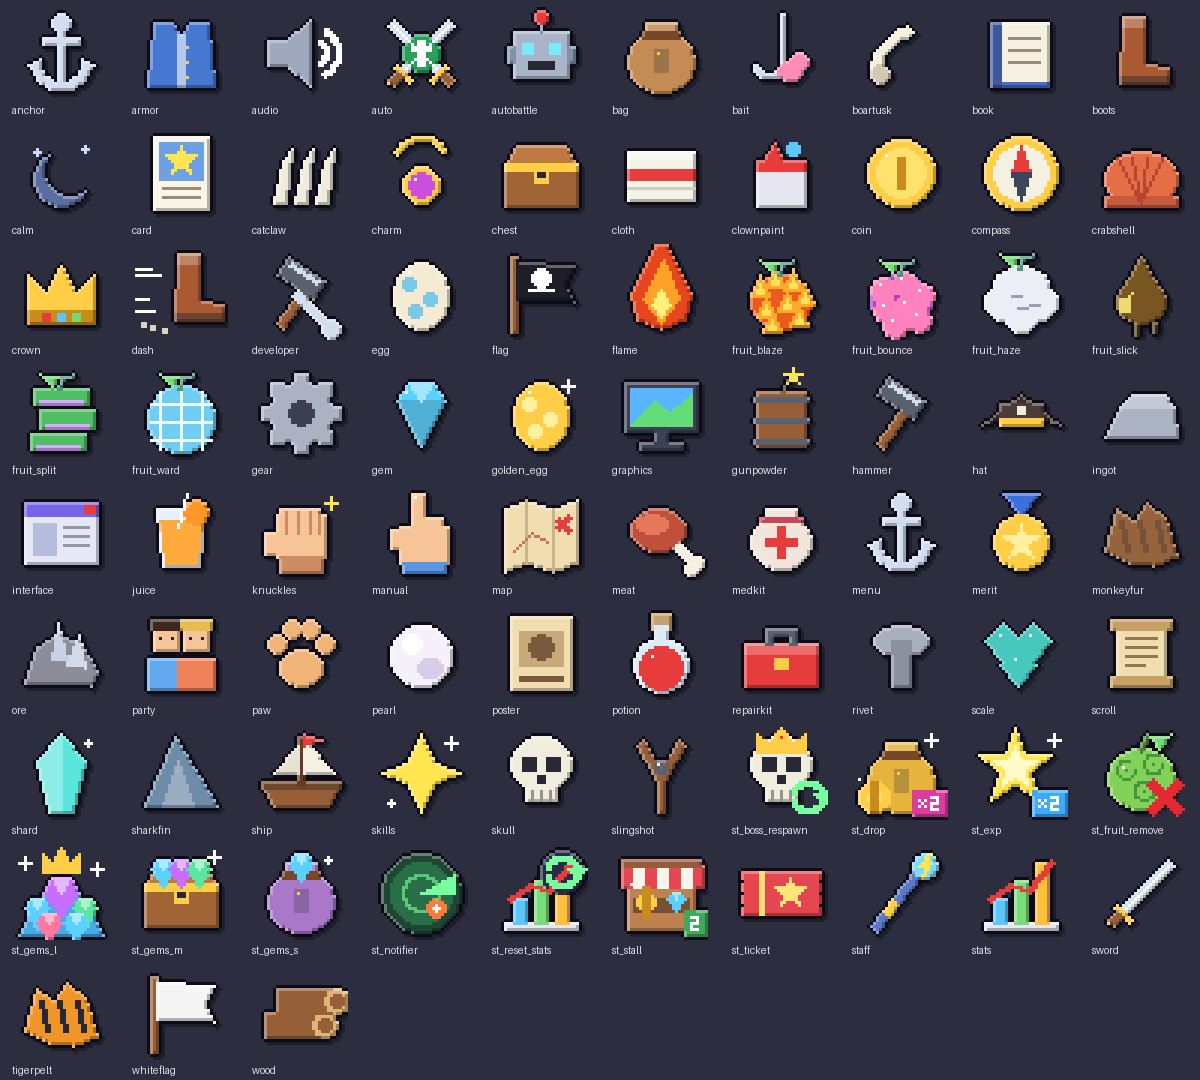 anchor armor audio auto autobattle bag bait boartusk book boots
calm card catclaw charm chest cloth clownpaint coin compass crabshell
crown dash developer egg flag flame fruit_blaze fruit_bounce fruit_haze fruit_slick
fruit_split fruit_ward gear gem golden_egg graphics gunpowder hammer hat ingot
interface juice knuckles manual map meat medkit menu merit monkeyfur
ore party paw pearl poster potion repairkit rivet scale scroll
×2 ×2
shard sharkfin ship skills skull slingshot st_boss_respawn st_drop st_exp st_fruit_remove
2
st_gems_l st_gems_m st_gems_s st_notifier st_reset_stats st_stall st_ticket staff stats sword
tigerpelt whiteflag wood